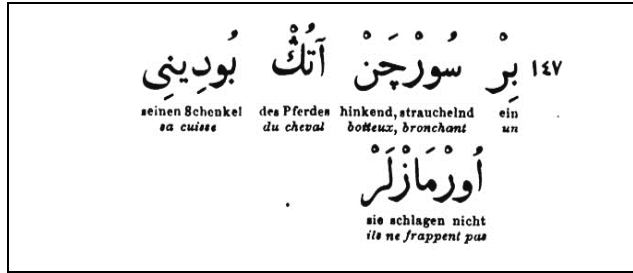 ١٤٧ بِرْ سُورْچَنْ آتُڭْ بُودِينِى
seinen Schenkel des Pferdes hinkend, strauchelnd ein
sa cuisse du cheval boiteux, bronchant un
اُورْمَازْلَرْ
sie schlagen nicht
ils ne frappent pas